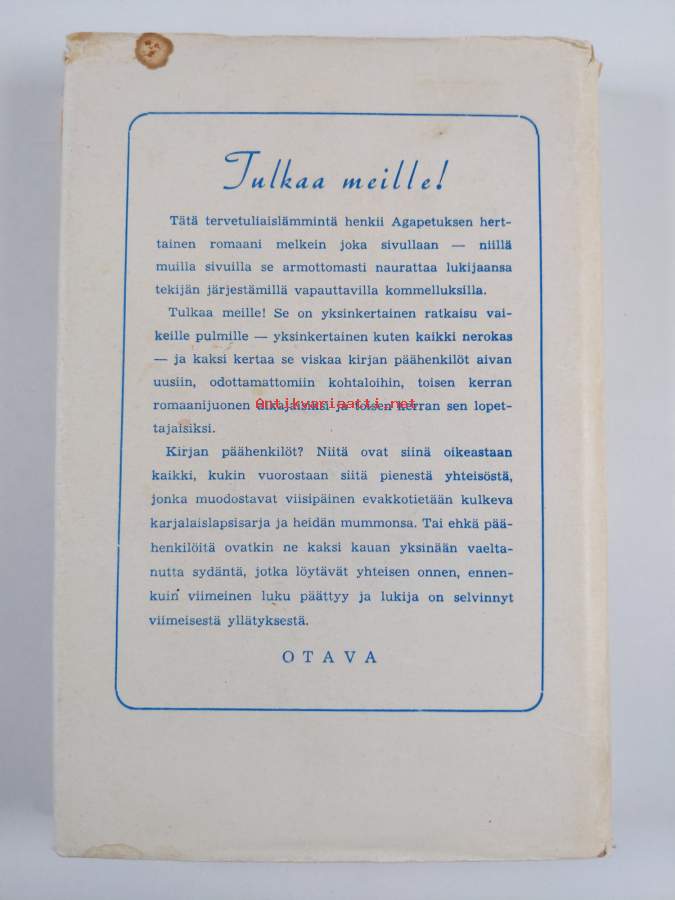 Tulkaa meille!
Tätä tervetuliaislämmintä henkii Agapetuksen hert-
tainen romaani melkein joka sivullaan — niillä
muilla sivuilla se armottomasti naurattaa lukijaansa
tekijän järjestämillä vapauttavilla kommelluksilla.
Tulkaa meille! Se on yksinkertainen ratkaisu vai-
keille pulmille — yksinkertainen kuten kaikki nerokas
— ja kaksi kertaa se viskaa kirjan päähenkilöt aivan
uusiin, odottamattomiin kohtaloihin, toisen kerran
Antikvariaatti.net
romaanijuonen alkajaisiksi ja toisen kerran sen lopet-
tajaisiksi.
Kirjan päähenkilöt? Niitä ovat siinä oikeastaan
kaikki, kukin vuorostaan siitä pienestä yhteisöstä,
jonka muodostavat viisipäinen evakkotietään kulkeva
karjalaislapsisarja ja heidän mummonsa. Tai ehkä pää-
henkilöitä ovatkin ne kaksi kauan yksinään vaelta-
nutta sydäntä, jotka löytävät yhteisen onnen, ennen-
kuin viimeinen luku päättyy ja lukija on selvinnyt
viimeisestä yllätyksestä.
OTAVA